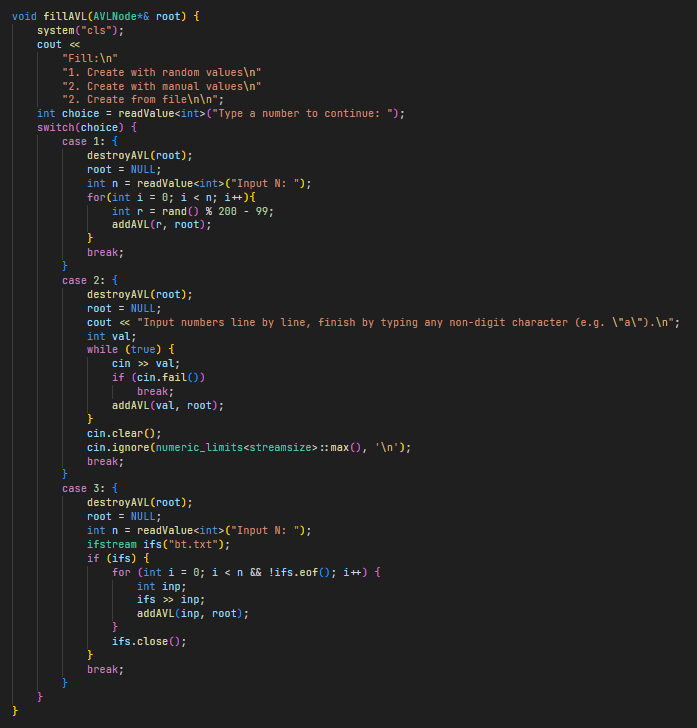 void fillAVL(AVLNode*& root) {
    system("cls");
    cout <<
        "Fill:\n"
        "1. Create with random values\n"
        "2. Create with manual values\n"
        "2. Create from file\n\n";
    int choice = readValue<int>("Type a number to continue: ");
    switch(choice) {
        case 1: {
            destroyAVL(root);
            root = NULL;
            int n = readValue<int>("Input N: ");
            for(int i = 0; i < n; i++){
                int r = rand() % 200 - 99;
                addAVL(r, root);
            }
            break;
        }
        case 2: {
            destroyAVL(root);
            root = NULL;
            cout << "Input numbers line by line, finish by typing any non-digit character (e.g. \"a\").\n";
            int val;
            while (true) {
                cin >> val;
                if (cin.fail())
                    break;
                addAVL(val, root);
            }
            cin.clear();
            cin.ignore(numeric_limits<streamsize>::max(), '\n');
            break;
        }
        case 3: {
            destroyAVL(root);
            root = NULL;
            int n = readValue<int>("Input N: ");
            ifstream ifs("bt.txt");
            if (ifs) {
                for (int i = 0; i < n && !ifs.eof(); i++) {
                    int inp;
                    ifs >> inp;
                    addAVL(inp, root);
                }
                ifs.close();
            }
            break;
        }
    }
}